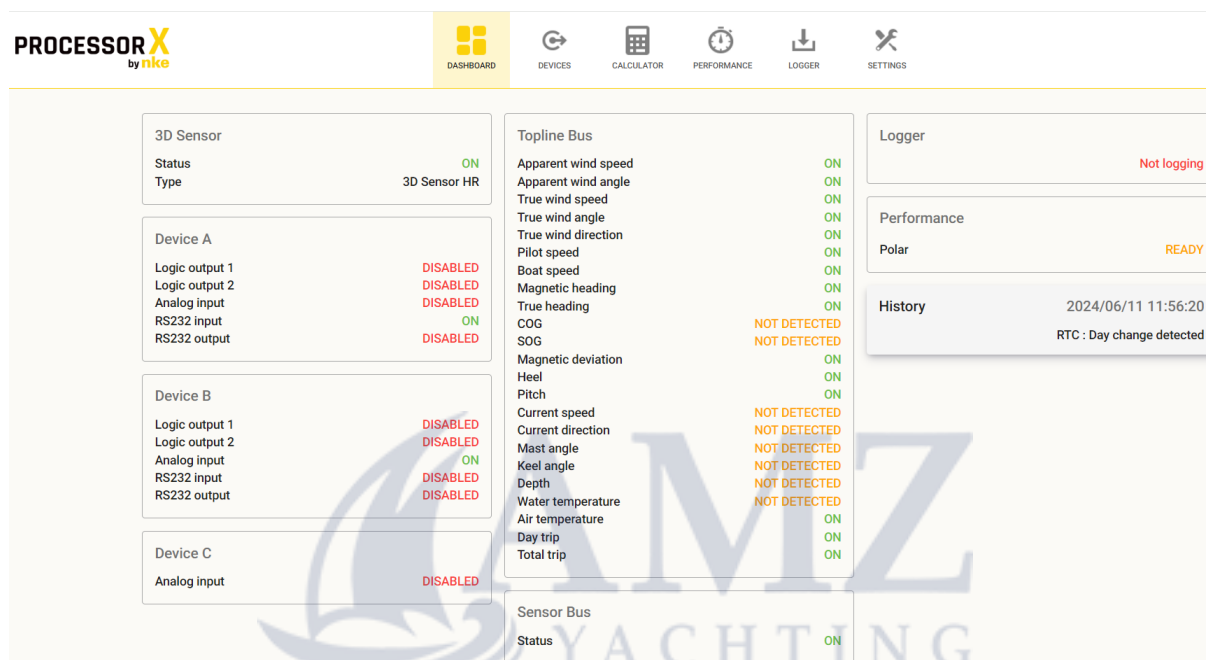 PROCESSOR X
by nke
DASHBOARD
DEVICES
CALCULATOR
PERFORMANCE
LOGGER
SETTINGS
3D Sensor
Status ON
Type 3D Sensor HR
Device A
Logic output 1 DISABLED
Logic output 2 DISABLED
Analog input DISABLED
RS232 input ON
RS232 output DISABLED
Device B
Logic output 1 DISABLED
Logic output 2 DISABLED
Analog input ON
RS232 input DISABLED
RS232 output DISABLED
Device C
Analog input DISABLED
Topline Bus
Apparent wind speed ON
Apparent wind angle ON
True wind speed ON
True wind angle ON
True wind direction ON
Pilot speed ON
Boat speed ON
Magnetic heading ON
True heading ON
COG NOT DETECTED
SOG NOT DETECTED
Magnetic deviation ON
Heel ON
Pitch ON
Current speed NOT DETECTED
Current direction NOT DETECTED
Mast angle NOT DETECTED
Keel angle NOT DETECTED
Depth NOT DETECTED
Water temperature NOT DETECTED
Air temperature ON
Day trip ON
Total trip ON
Sensor Bus
Status ON
Logger
Not logging
Performance
Polar READY
History 2024/06/11 11:56:20
RTC : Day change detected
AMZ
YACHTING